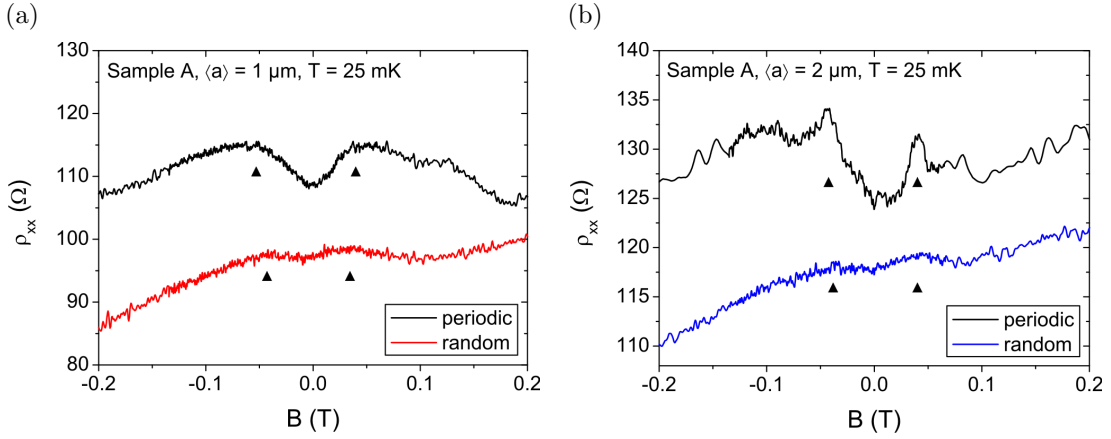 (a)
130
120
110
100
90
80
ρxx (Ω)
Sample A, ⟨a⟩ = 1 μm, T = 25 mK
periodic
random
-0.2 -0.1 0.0 0.1 0.2
B (T)
(b)
140
135
130
125
120
115
110
ρxx (Ω)
Sample A, ⟨a⟩ = 2 μm, T = 25 mK
periodic
random
-0.2 -0.1 0.0 0.1 0.2
B (T)